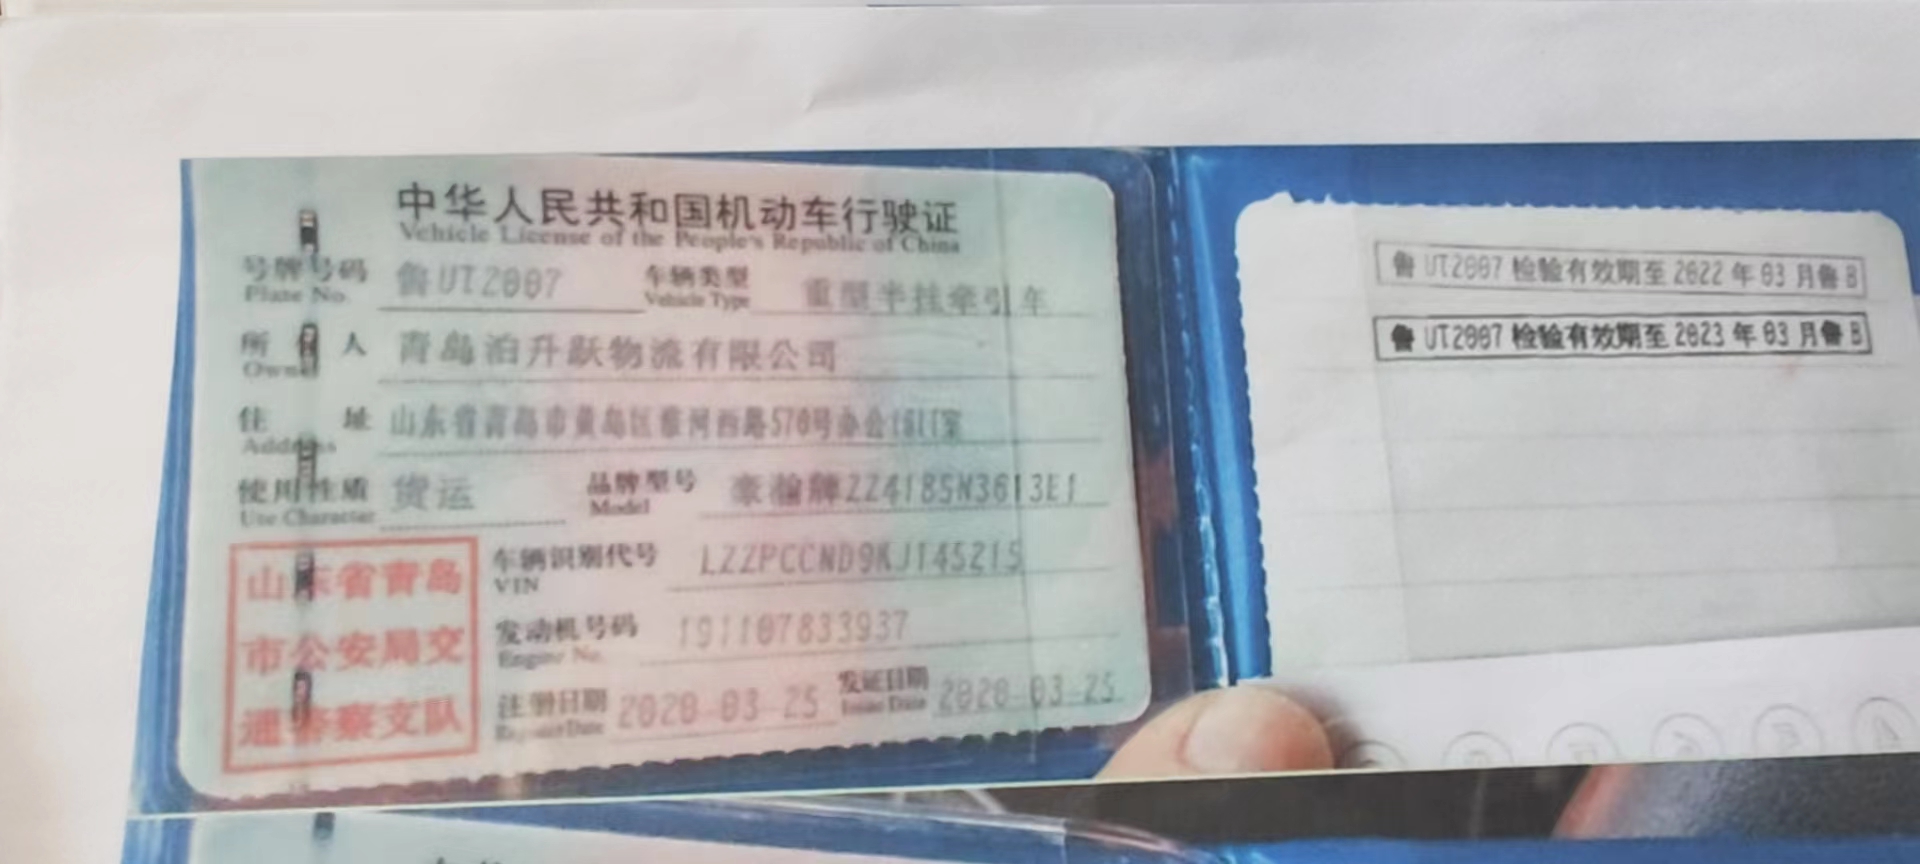 中华人民共和国机动车行驶证
Vehicle License of the People's Republic of China
号牌号码 鲁UT2007 车辆类型 重型半挂牵引车
Plate No. Vehicle Type
所有人 青岛泊升跃物流有限公司
Owner
住址 山东省青岛市黄岛区 西路570号办公
Address
使用性质 货运 品牌型号 豪瀚牌ZZ4185N3613E1
Use Character Model
车辆识别代号 LZZPCCND9KJ145215
VIN
发动机号码 191107833937
Engine No.
注册日期 2020-03-25 发证日期 2020-03-25
Register Date Issue Date
山东省青岛
市公安局交
通警察支队
鲁UT2007 检验有效期至 2022年03月鲁B
鲁UT2007 检验有效期至 2023年03月鲁B